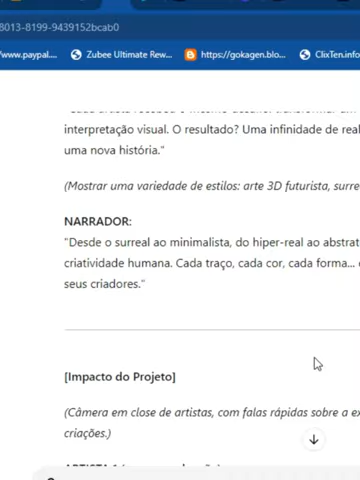 8013-8199-9439152bcab0
/www.paypal.... Zubee Ultimate Rew... https://gokagen.blo... ClixTen.info
interpretação visual. O resultado? Uma infinidade de real
uma nova história."
(Mostrar uma variedade de estilos: arte 3D futurista, surre
NARRADOR:
"Desde o surreal ao minimalista, do hiper-real ao abstrat
criatividade humana. Cada traço, cada cor, cada forma...
seus criadores."
[Impacto do Projeto]
(Câmera em close de artistas, com falas rápidas sobre a ex
criações.)